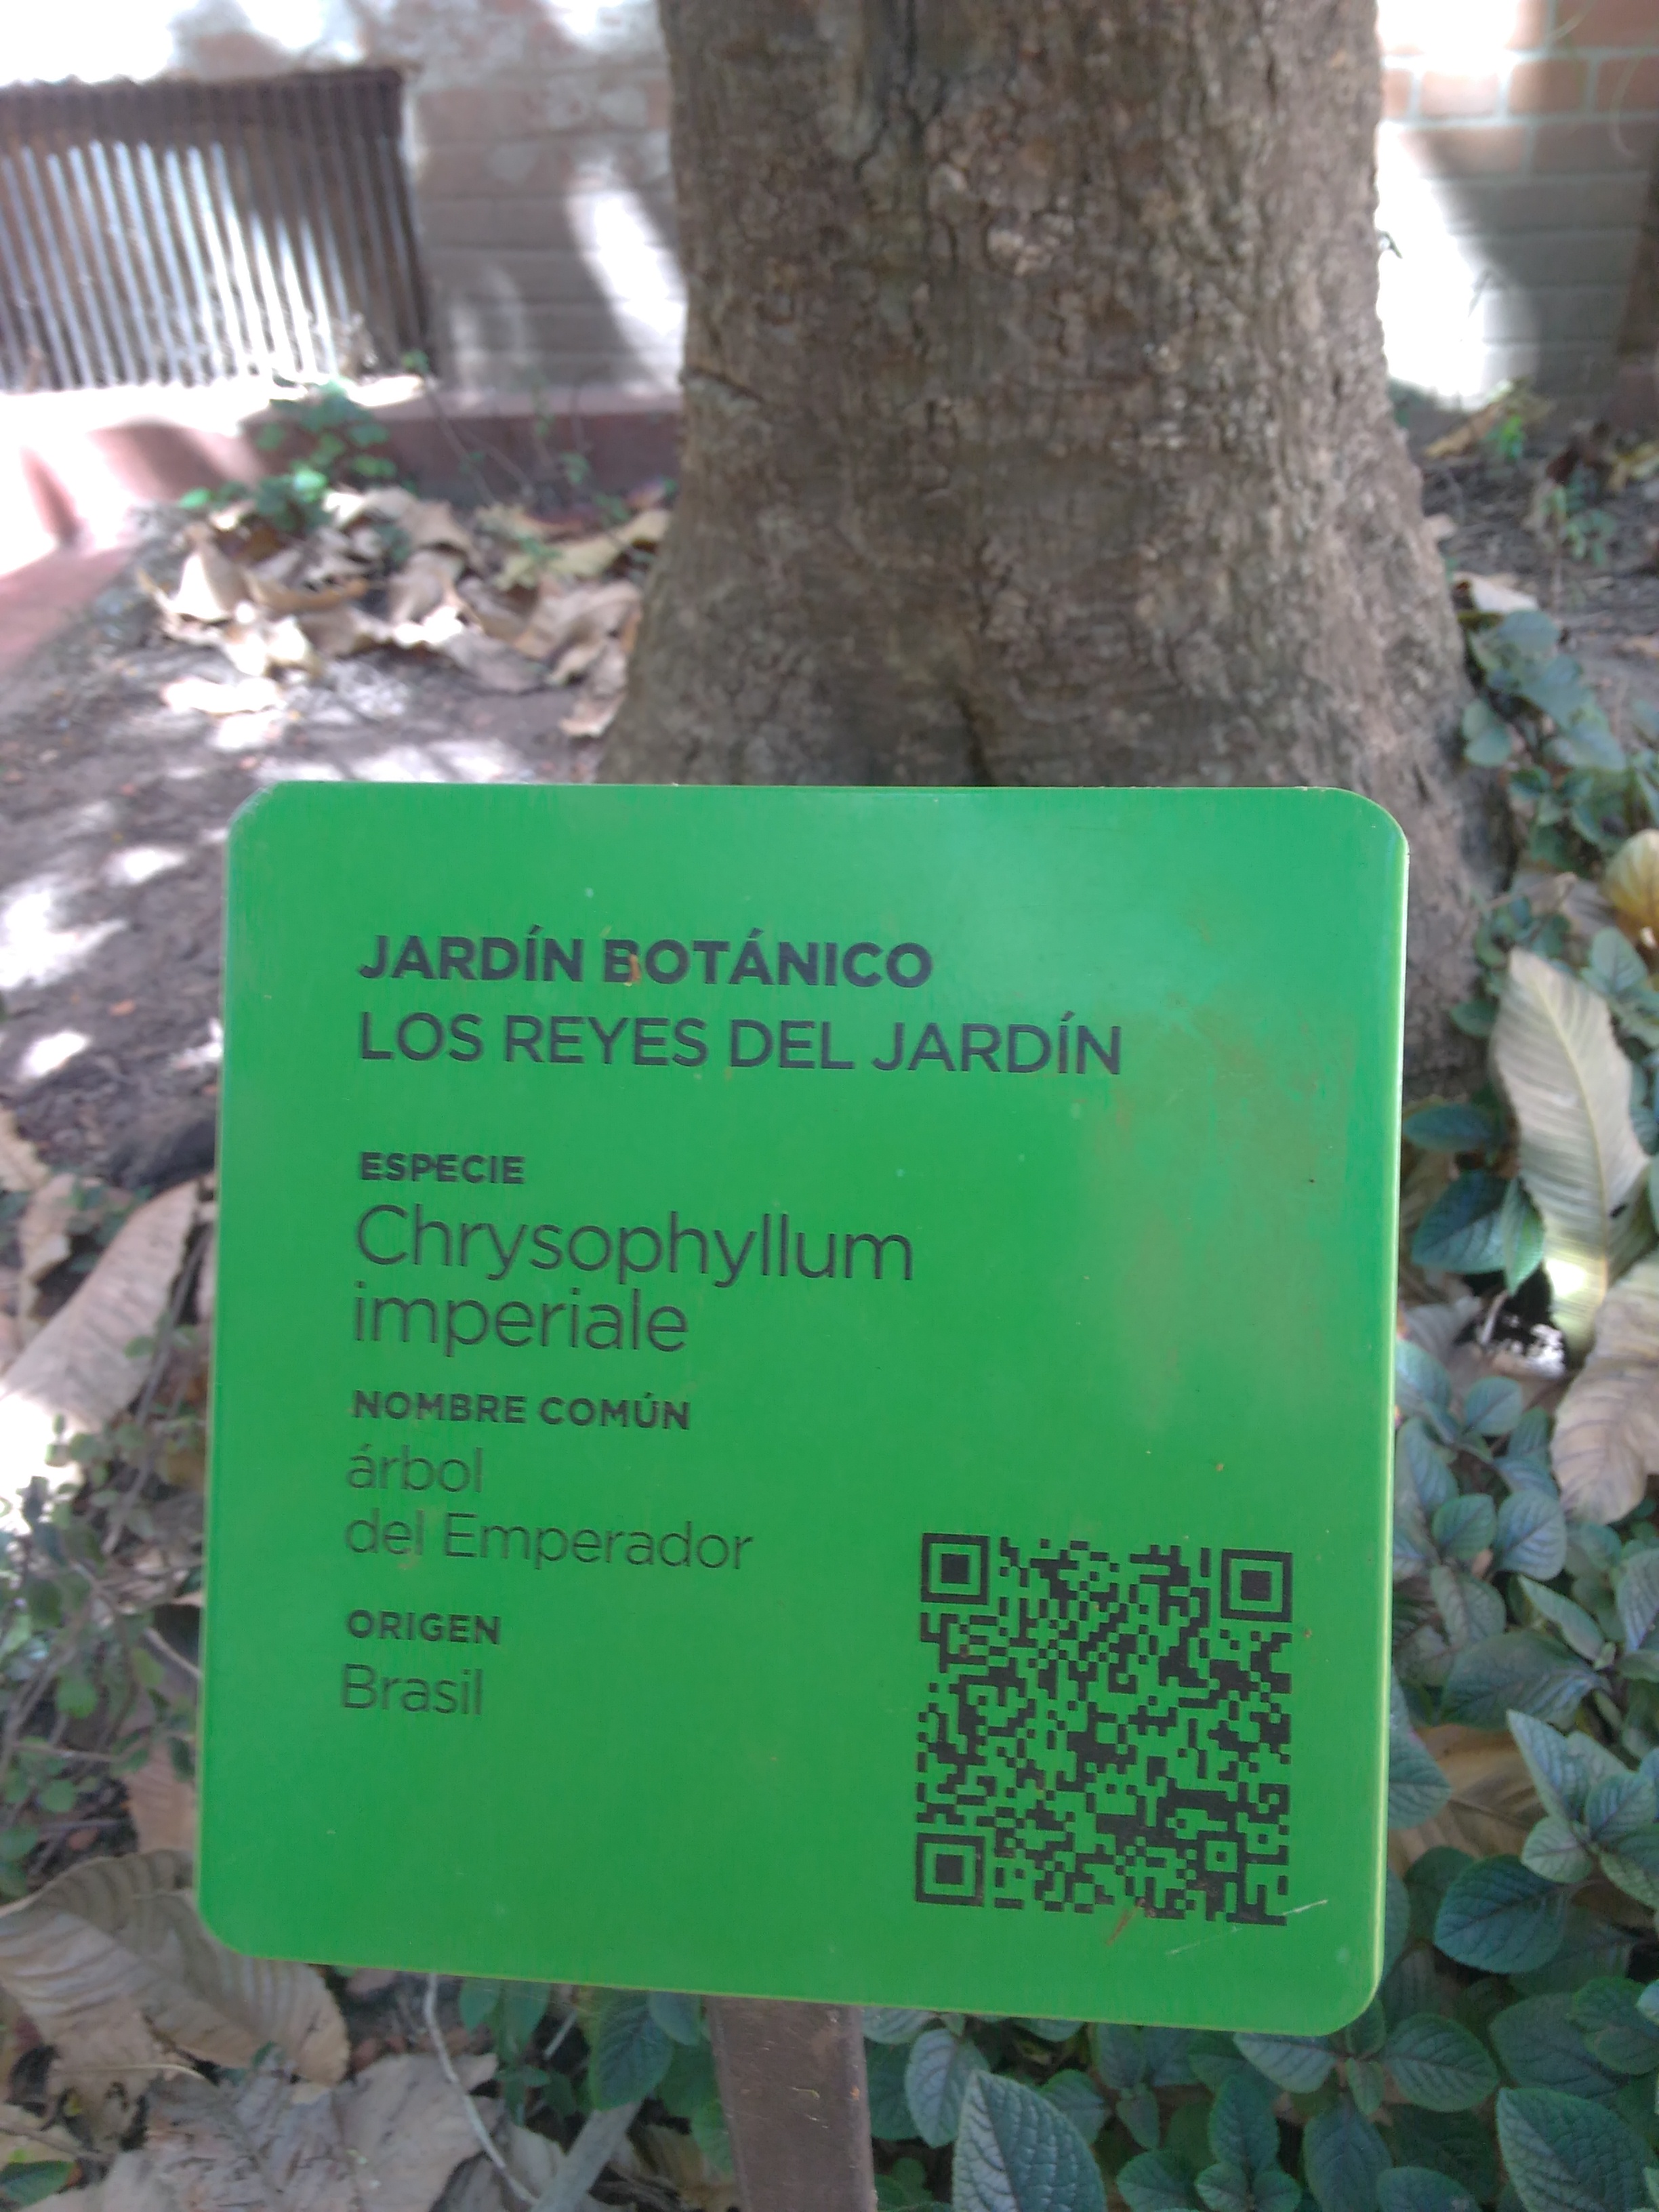 JARDÍN BOTÁNICO
LOS REYES DEL JARDÍN
ESPECIE
Chrysophyllum
imperiale
NOMBRE COMÚN
árbol
del Emperador
ORIGEN
Brasil